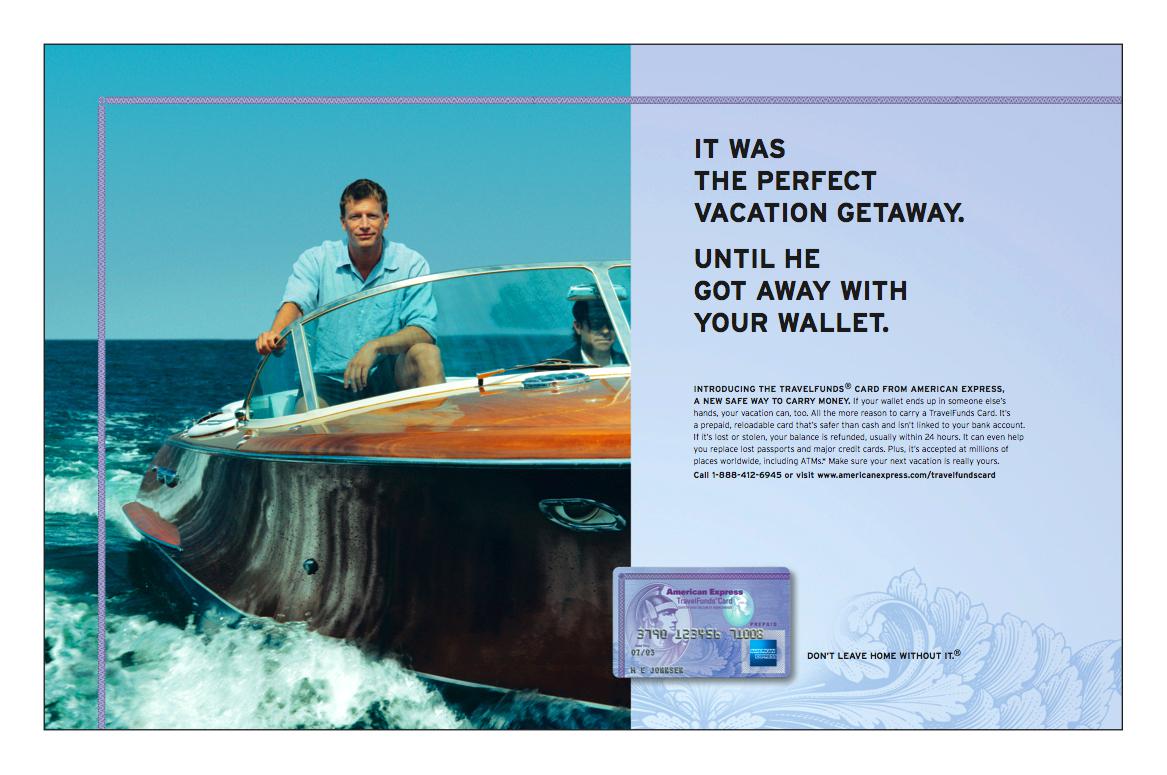 IT WAS
THE PERFECT
VACATION GETAWAY.
UNTIL HE
GOT AWAY WITH
YOUR WALLET.
INTRODUCING THE TRAVELFUNDS® CARD FROM AMERICAN EXPRESS,
A NEW SAFE WAY TO CARRY MONEY. If your wallet ends up in someone else's
hands, your vacation can, too. All the more reason to carry a TravelFunds Card. It's
a prepaid, reloadable card that's safer than cash and isn't linked to your bank account.
If it's lost or stolen, your balance is refunded, usually within 24 hours. It can even help
you replace lost passports and major credit cards. Plus, it's accepted at millions of
places worldwide, including ATMs.* Make sure your next vacation is really yours.
Call 1-888-412-6945 or visit www.americanexpress.com/travelfundscard
American Express
TravelFunds® Card
PREPAID
3790 123456 71008
07/03
AMERICAN EXPRESS
DON'T LEAVE HOME WITHOUT IT.®